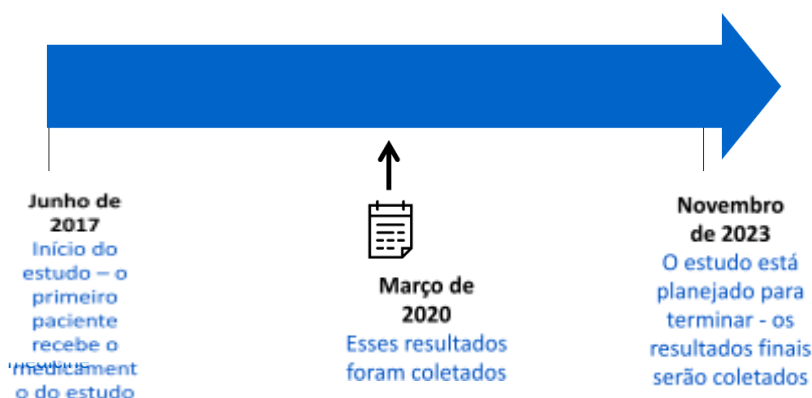 Junho de
2017
Início do
estudo – o
primeiro
paciente
recebe o
medicament
o do estudo
Março de
2020
Esses resultados
foram coletados
Novembro
de 2023
O estudo está
planejado para
terminar - os
resultados finais
serão coletados